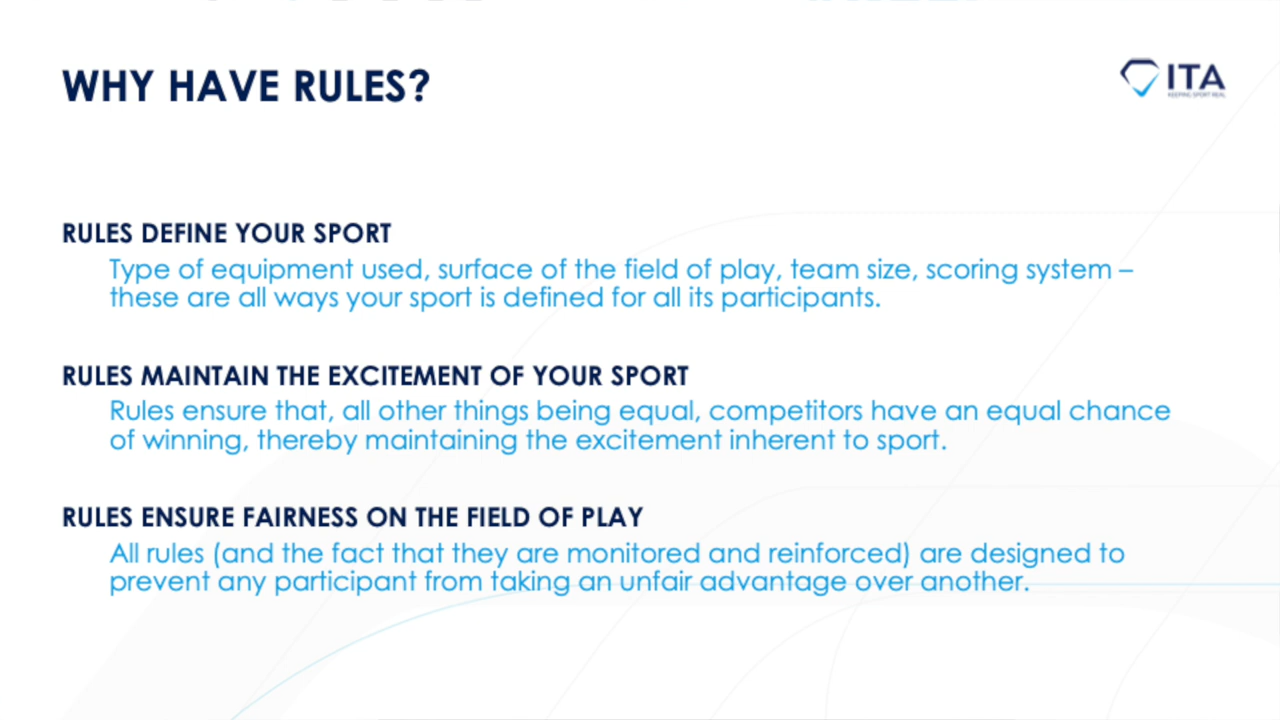 WHY HAVE RULES?
ITA
KEEPING SPORT REAL
RULES DEFINE YOUR SPORT
Type of equipment used, surface of the field of play, team size, scoring system –
these are all ways your sport is defined for all its participants.
RULES MAINTAIN THE EXCITEMENT OF YOUR SPORT
Rules ensure that, all other things being equal, competitors have an equal chance
of winning, thereby maintaining the excitement inherent to sport.
RULES ENSURE FAIRNESS ON THE FIELD OF PLAY
All rules (and the fact that they are monitored and reinforced) are designed to
prevent any participant from taking an unfair advantage over another.